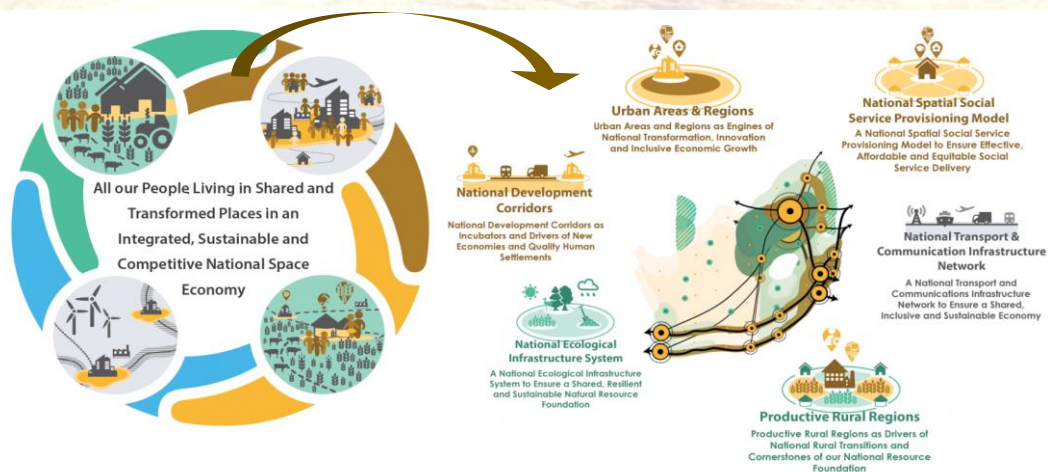 All our People Living in Shared and
Transformed Places in an
Integrated, Sustainable and
Competitive National Space
Economy
Urban Areas & Regions
Urban Areas and Regions as Engines of
National Transformation, Innovation
and Inclusive Economic Growth
National Spatial Social
Service Provisioning Model
A National Spatial Social Service
Provisioning Model to Ensure Effective,
Affordable and Equitable Social
Service Delivery
National Development
Corridors
National Development Corridors as
Incubators and Drivers of New
Economies and Quality Human
Settlements
National Transport &
Communication Infrastructure
Network
A National Transport and
Communications Infrastructure
Network to Ensure a Shared,
Inclusive and Sustainable Economy
National Ecological
Infrastructure System
A National Ecological Infrastructure
System to Ensure a Shared, Resilient
and Sustainable Natural Resource
Foundation
Productive Rural Regions
Productive Rural Regions as Drivers of
National Rural Transitions and
Cornerstones of our National Resource
Foundation